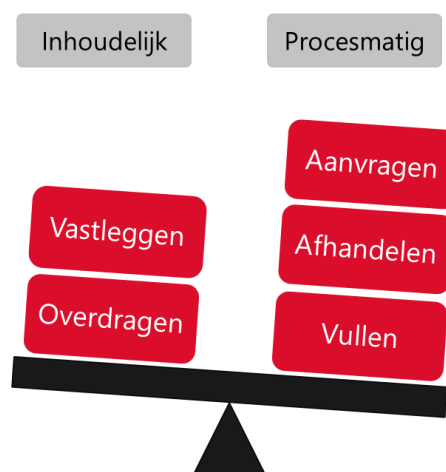 Inhoudelijk
Procesmatig
Vastleggen
Overdragen
Aanvragen
Afhandelen
Vullen